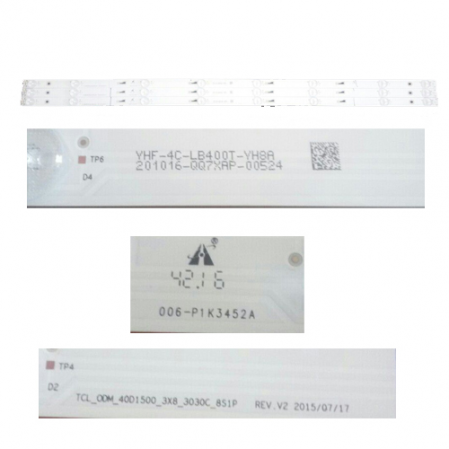 TP6
D4
YHF-4C-LB400T-YH8A
201016-QQ7XAP-00524
42.16
006-P1K3452A
TP4
D2
TCL_ODM_40D1500_3X8_3030C_8S1P REV.V2 2015/07/17